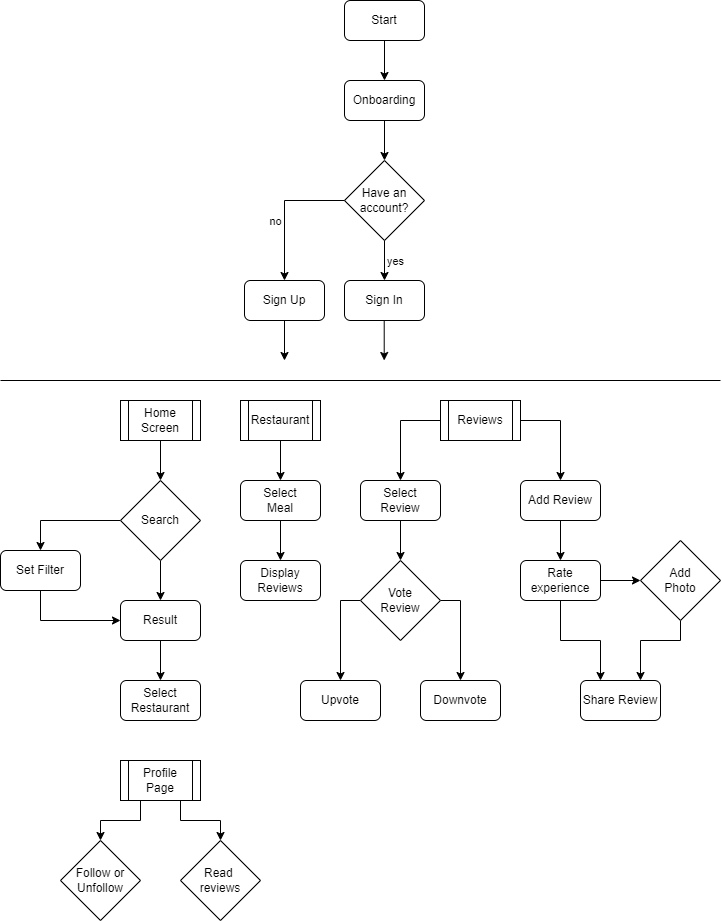 Start
Onboarding
Have an
account?
no
yes
Sign Up
Sign In
Home
Screen
Restaurant
Reviews
Search
Select
Meal
Select
Review
Add Review
Set Filter
Display
Reviews
Vote
Review
Rate
experience
Add
Photo
Result
Select
Restaurant
Upvote
Downvote
Share Review
Profile
Page
Follow or
Unfollow
Read
reviews